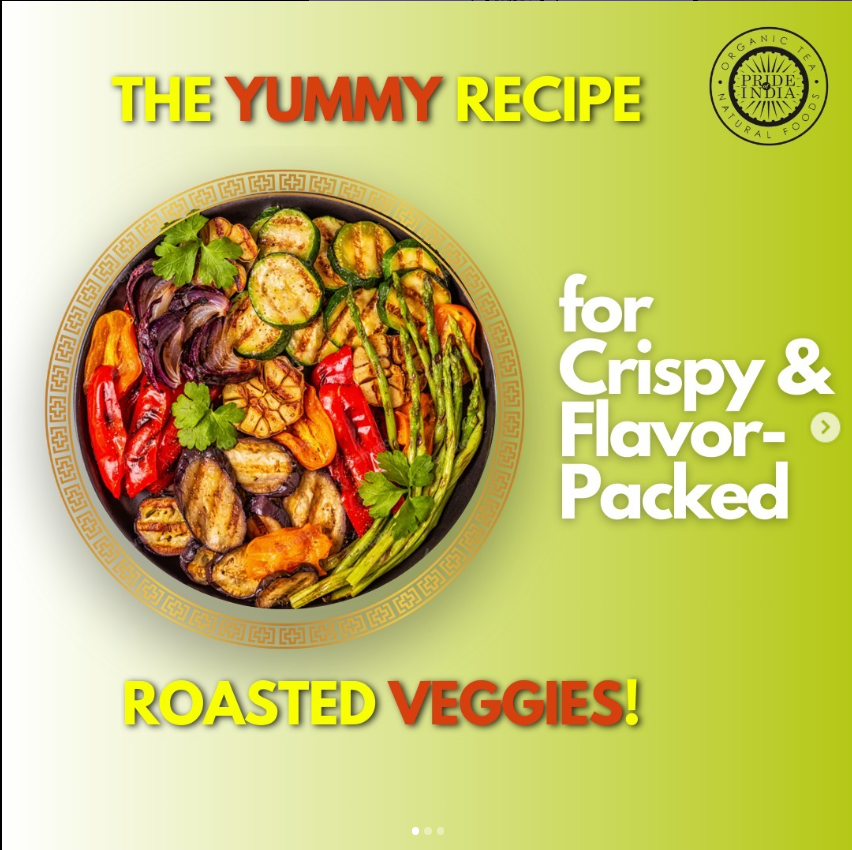 THE YUMMY RECIPE
ORGANIC TEA
PRIDE
of
INDIA
NATURAL FOODS
for
Crispy &
Flavor-
Packed
ROASTED VEGGIES!